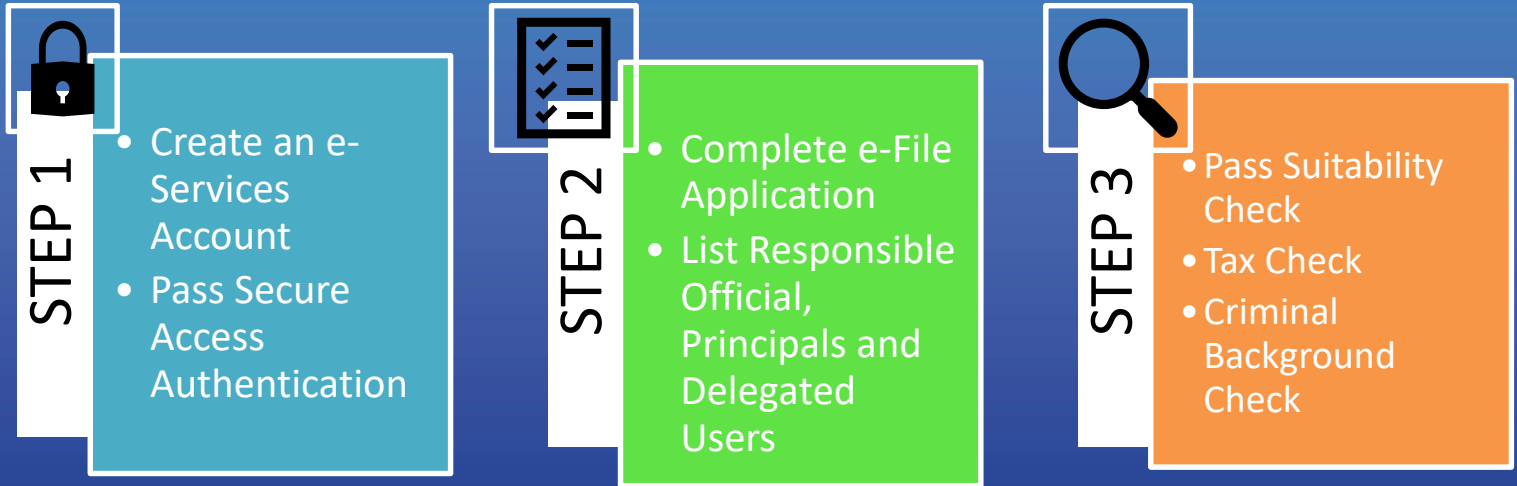 STEP 1
• Create an e-
Services
Account
• Pass Secure
Access
Authentication
STEP 2
• Complete e-File
Application
• List Responsible
Official,
Principals and
Delegated
Users
STEP 3
• Pass Suitability
Check
• Tax Check
• Criminal
Background
Check